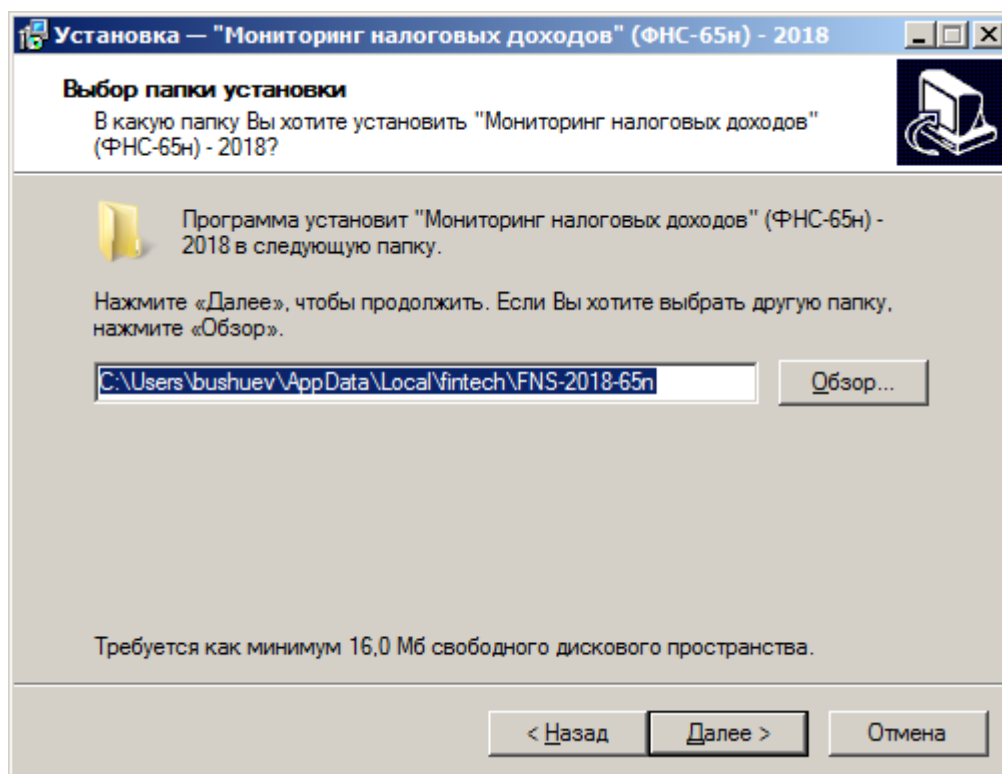 Установка — "Мониторинг налоговых доходов" (ФНС-65н) - 2018
Выбор папки установки
В какую папку Вы хотите установить "Мониторинг налоговых доходов"
(ФНС-65н) - 2018?
Программа установит "Мониторинг налоговых доходов" (ФНС-65н) -
2018 в следующую папку.
Нажмите «Далее», чтобы продолжить. Если Вы хотите выбрать другую папку,
нажмите «Обзор».
C:\Users\bushuev\AppData\Local\fintech\FNS-2018-65n
Обзор...
Требуется как минимум 16,0 Мб свободного дискового пространства.
< Назад
Далее >
Отмена